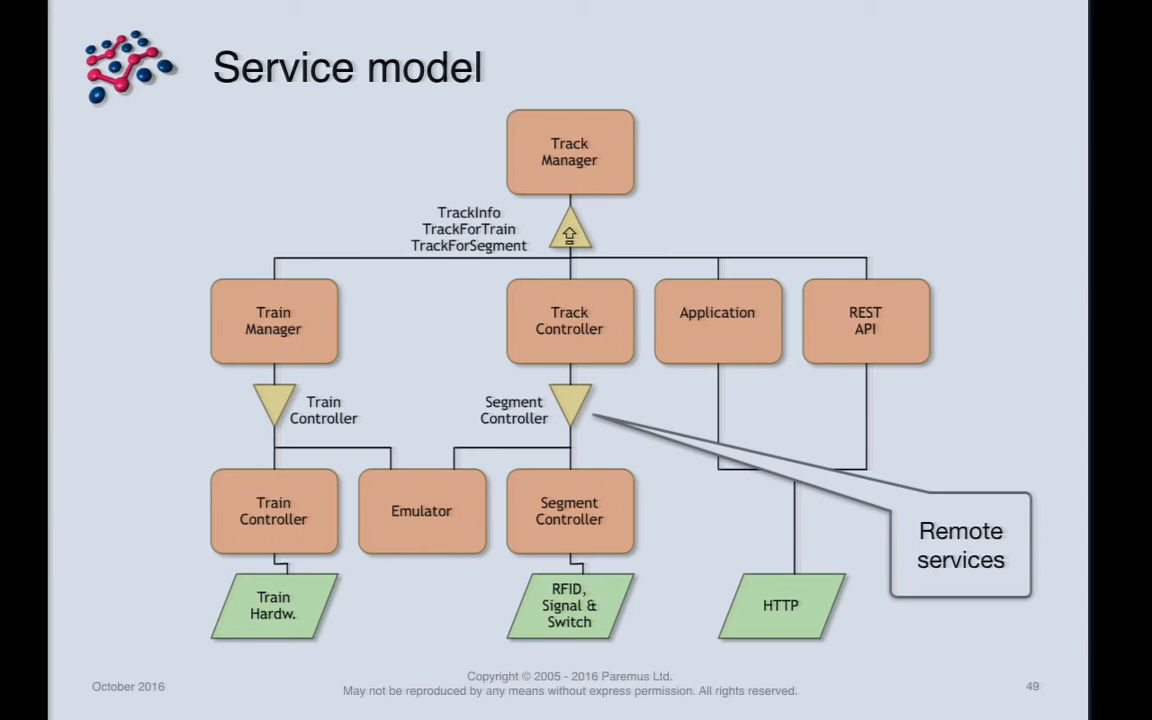 Service model
Track
Manager
TrackInfo
TrackForTrain
TrackForSegment
Train
Manager
Track
Controller
Application
REST
API
Train
Controller
Segment
Controller
Train
Controller
Emulator
Segment
Controller
Remote
services
Train
Hardw.
RFID,
Signal &
Switch
HTTP
October 2016
Copyright © 2005 - 2016 Paremus Ltd.
May not be reproduced by any means without express permission. All rights reserved.
49